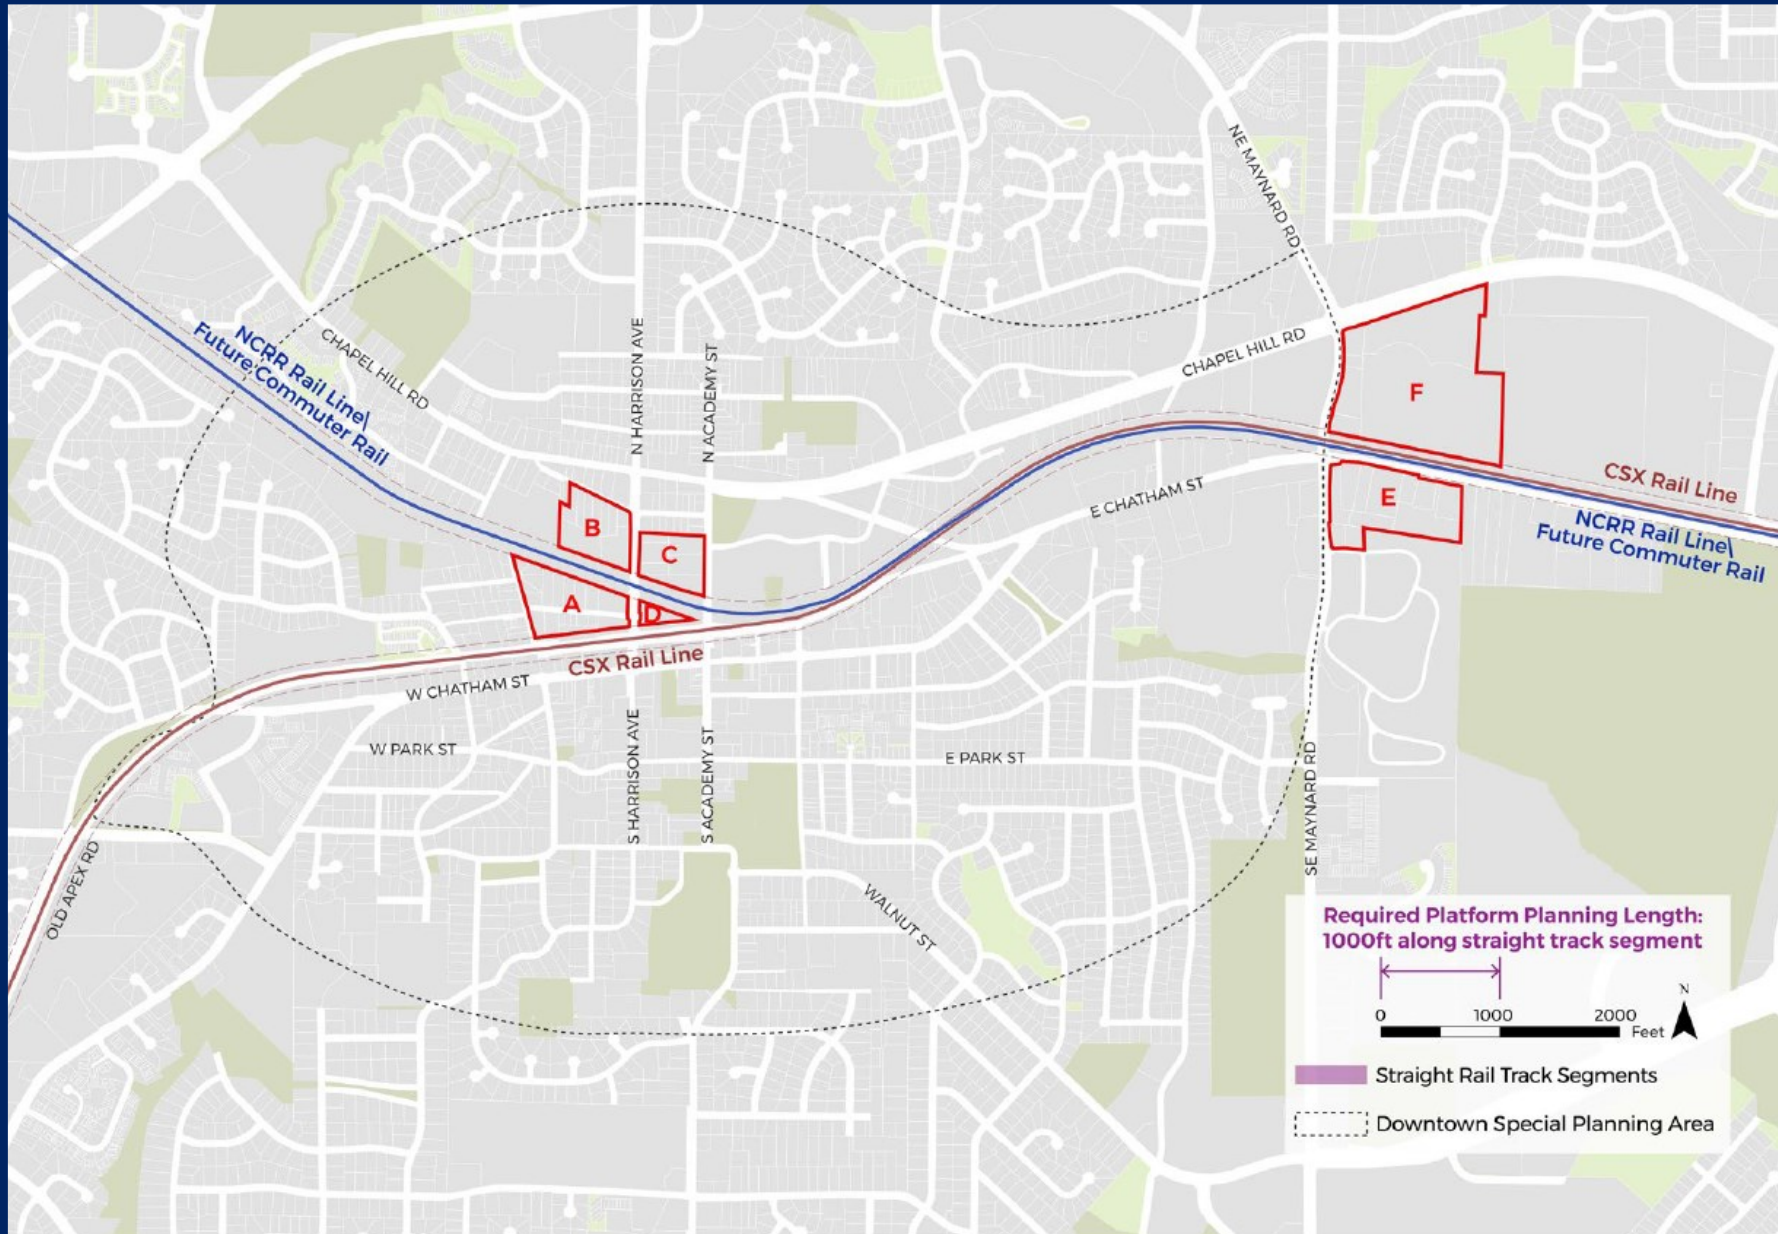 NE MAYNARD RD
NCRR Rail Line\
Future Commuter Rail
CHAPEL HILL RD
N HARRISON AVE
N ACADEMY ST
CHAPEL HILL RD
F
CSX Rail Line
NCRR Rail Line\
Future Commuter Rail
E
E CHATHAM ST
B
C
A
D
CSX Rail Line
W CHATHAM ST
W PARK ST
S HARRISON AVE
S ACADEMY ST
E PARK ST
SE MAYNARD RD
OLD APEX RD
WALNUT ST
Required Platform Planning Length:
1000ft along straight track segment
N
0 1000 2000
Feet
Straight Rail Track Segments
Downtown Special Planning Area